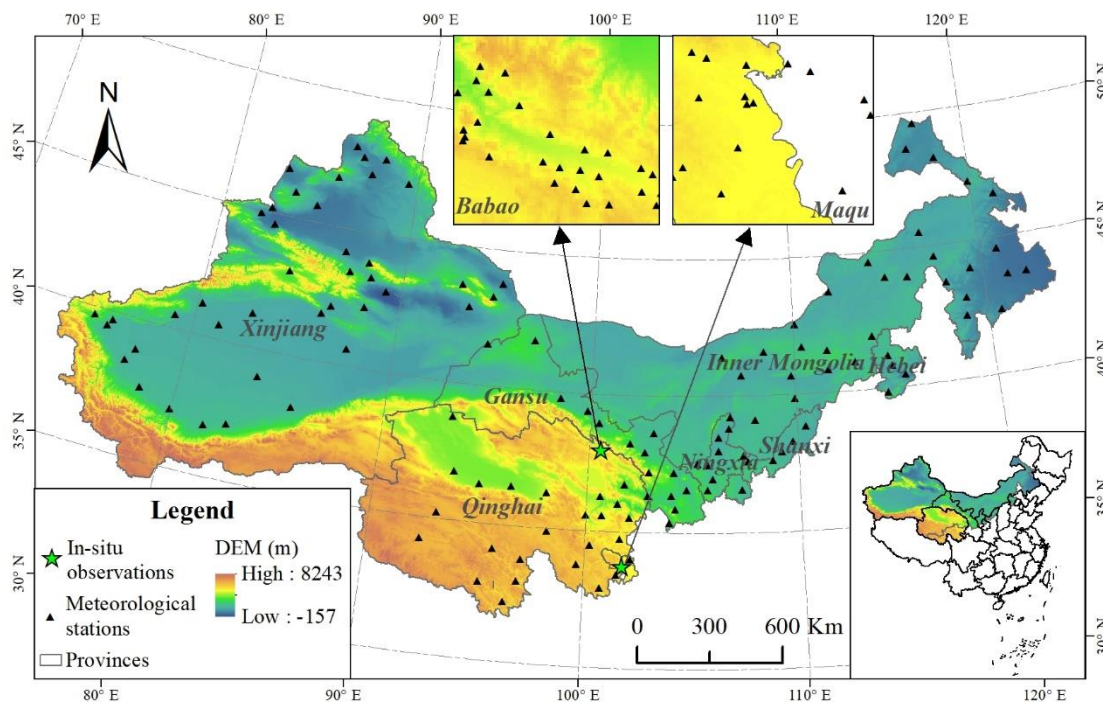 70° E
80° E
90° E
100° E
110° E
120° E
N
45° N
40° N
35° N
30° N
50° N
45° N
40° N
35° N
30° N
Babao
Maqu
Xinjiang
Inner Mongolia
Hebei
Gansu
Ningxia
Shanxi
Qinghai
Legend
In-situ
observations
Meteorological
stations
Provinces
DEM (m)
High : 8243
Low : -157
0 300 600 Km
80° E
90° E
100° E
110° E
120° E